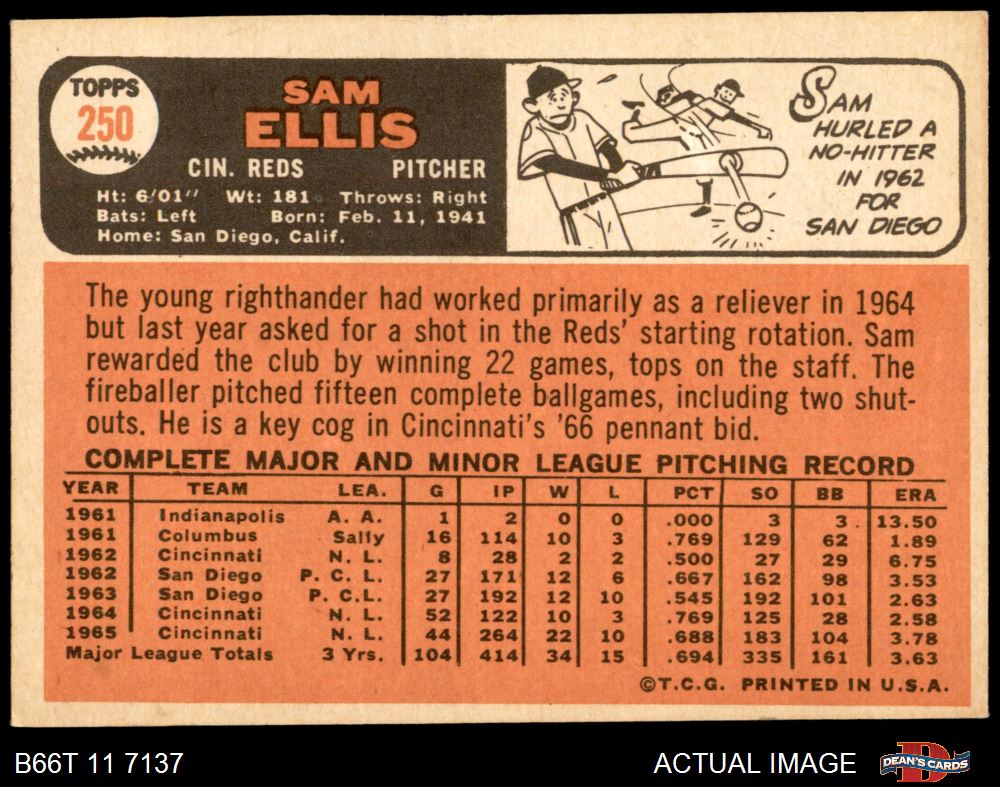 TOPPS
250
SAM
ELLIS
CIN. REDS PITCHER
Ht: 6'01" Wt: 181 Throws: Right
Bats: Left Born: Feb. 11, 1941
Home: San Diego, Calif.
SAM
HURLED A
NO-HITTER
IN 1962
FOR
SAN DIEGO
The young righthander had worked primarily as a reliever in 1964
but last year asked for a shot in the Reds' starting rotation. Sam
rewarded the club by winning 22 games, tops on the staff. The
fireballer pitched fifteen complete ballgames, including two shut-
outs. He is a key cog in Cincinnati's '66 pennant bid.
COMPLETE MAJOR AND MINOR LEAGUE PITCHING RECORD
YEAR TEAM LEA. G IP W L PCT SO BB ERA
1961 Indianapolis A. A. 1 2 0 0 .000 3 3 13.50
1961 Columbus Sally 16 114 10 3 .769 129 62 1.89
1962 Cincinnati N. L. 8 28 2 2 .500 27 29 6.75
1962 San Diego P. C. L. 27 171 12 6 .667 162 98 3.53
1963 San Diego P. C.L. 27 192 12 10 .545 192 101 2.63
1964 Cincinnati N. L. 52 122 10 3 .769 125 28 2.58
1965 Cincinnati N. L. 44 264 22 10 .688 183 104 3.78
Major League Totals 3 Yrs. 104 414 34 15 .694 335 161 3.63
©T.C.G. PRINTED IN U.S.A.
B66T 11 7137 ACTUAL IMAGE
D
DEAN'S CARDS